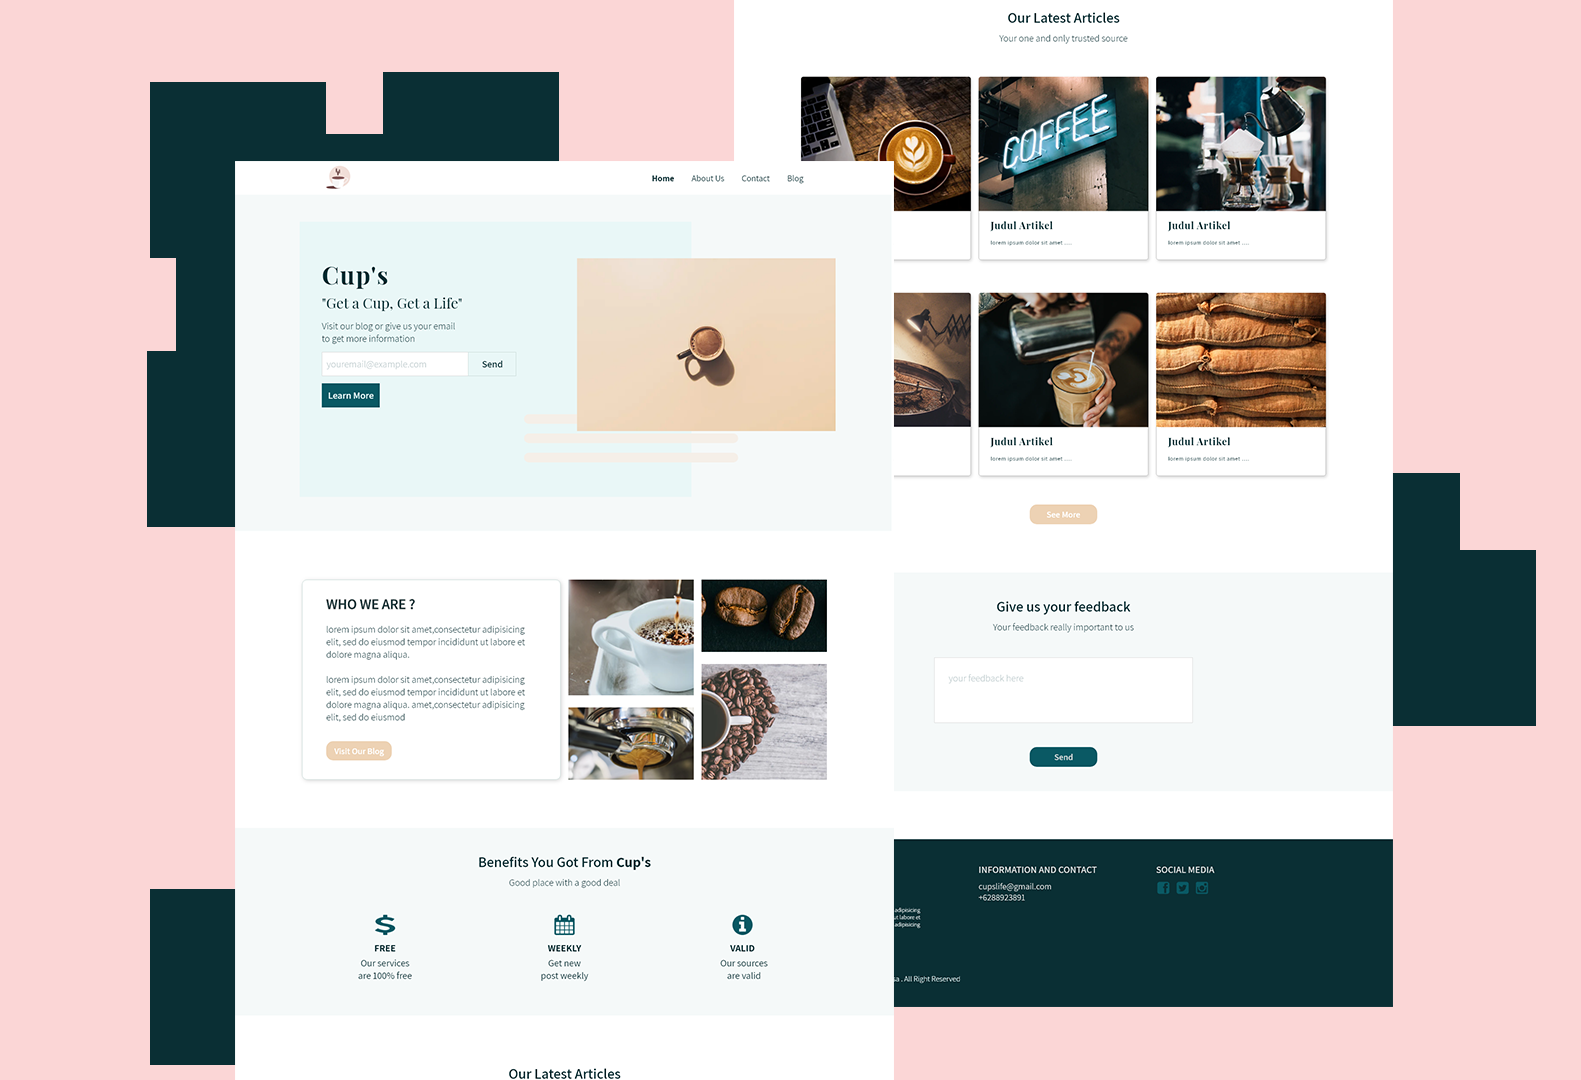 Our Latest Articles
Your one and only trusted source
COFFEE
Judul Artikel
lorem ipsum dolor sit amet ....
Judul Artikel
lorem ipsum dolor sit amet ....
Judul Artikel
lorem ipsum dolor sit amet ....
Judul Artikel
lorem ipsum dolor sit amet ....
See More
Give us your feedback
Your feedback really important to us
your feedback here
Send
INFORMATION AND CONTACT
cupslife@gmail.com
+6288923891
SOCIAL MEDIA
adipisicing
ut labore et
adipisicing
. All Right Reserved
Home
About Us
Contact
Blog
Cup's
"Get a Cup, Get a Life"
Visit our blog or give us your email
to get more information
youremail@example.com
Send
Learn More
WHO WE ARE ?
lorem ipsum dolor sit amet,consectetur adipisicing
elit, sed do eiusmod tempor incididunt ut labore et
dolore magna aliqua.
lorem ipsum dolor sit amet,consectetur adipisicing
elit, sed do eiusmod tempor incididunt ut labore et
dolore magna aliqua. amet,consectetur adipisicing
elit, sed do eiusmod
Visit Our Blog
Benefits You Got From Cup's
Good place with a good deal
FREE
Our services
are 100% free
WEEKLY
Get new
post weekly
VALID
Our sources
are valid
Our Latest Articles